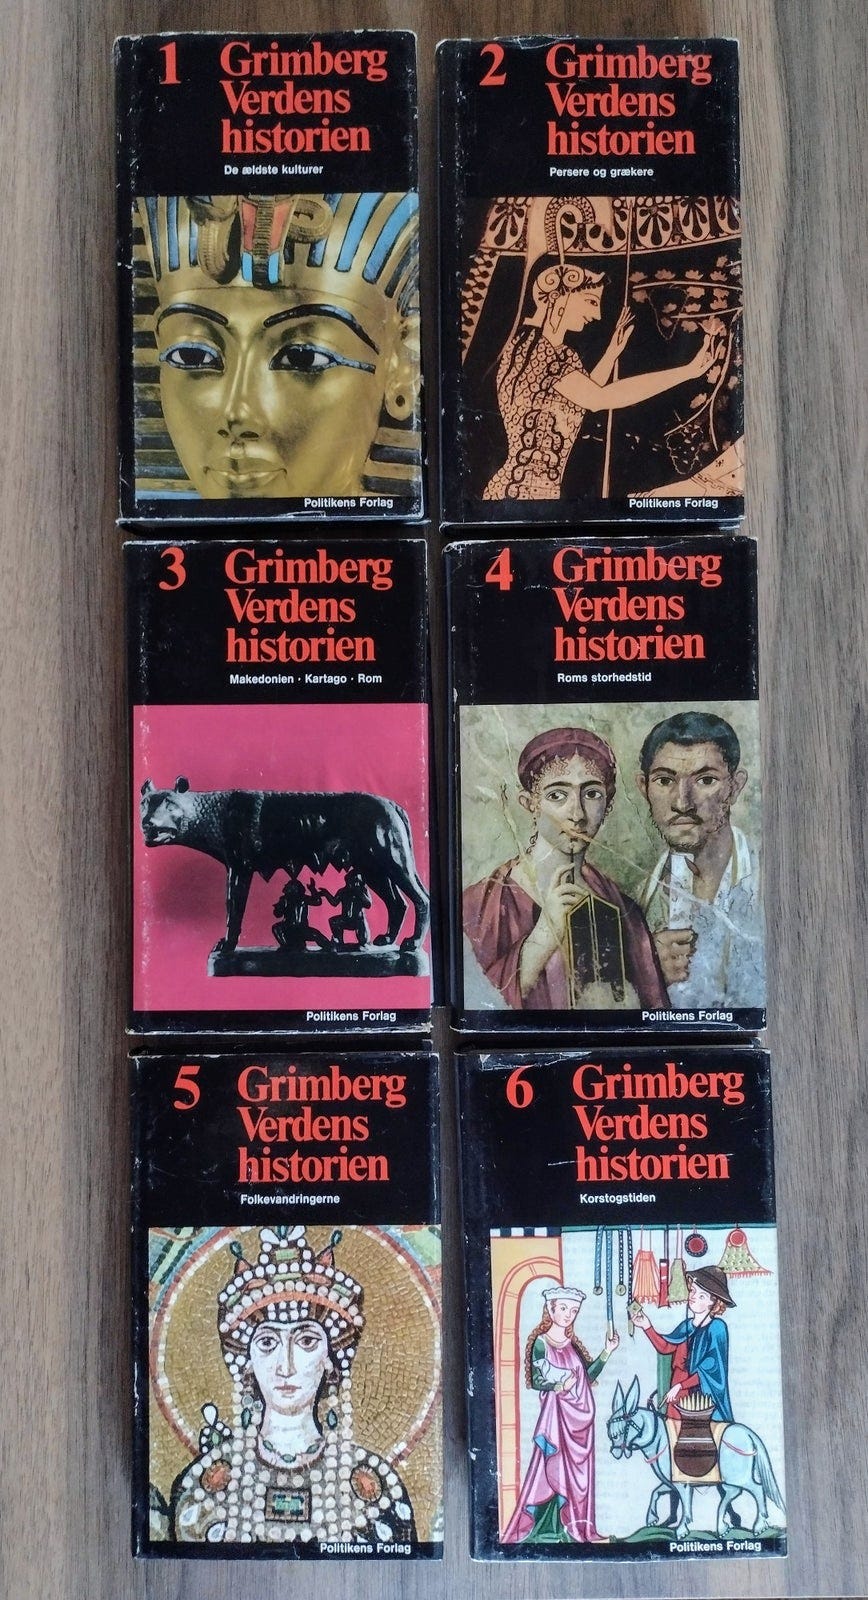 1
Grimberg
Verdens
historien
De ældste kulturer
Politikens Forlag
2
Grimberg
Verdens
historien
Persere og grækere
Politikens Forlag
3
Grimberg
Verdens
historien
Makedonien · Kartago · Rom
Politikens Forlag
4
Grimberg
Verdens
historien
Roms storhedstid
Politikens Forlag
5
Grimberg
Verdens
historien
Folkevandringerne
Politikens Forlag
6
Grimberg
Verdens
historien
Korstogstiden
Politikens Forlag